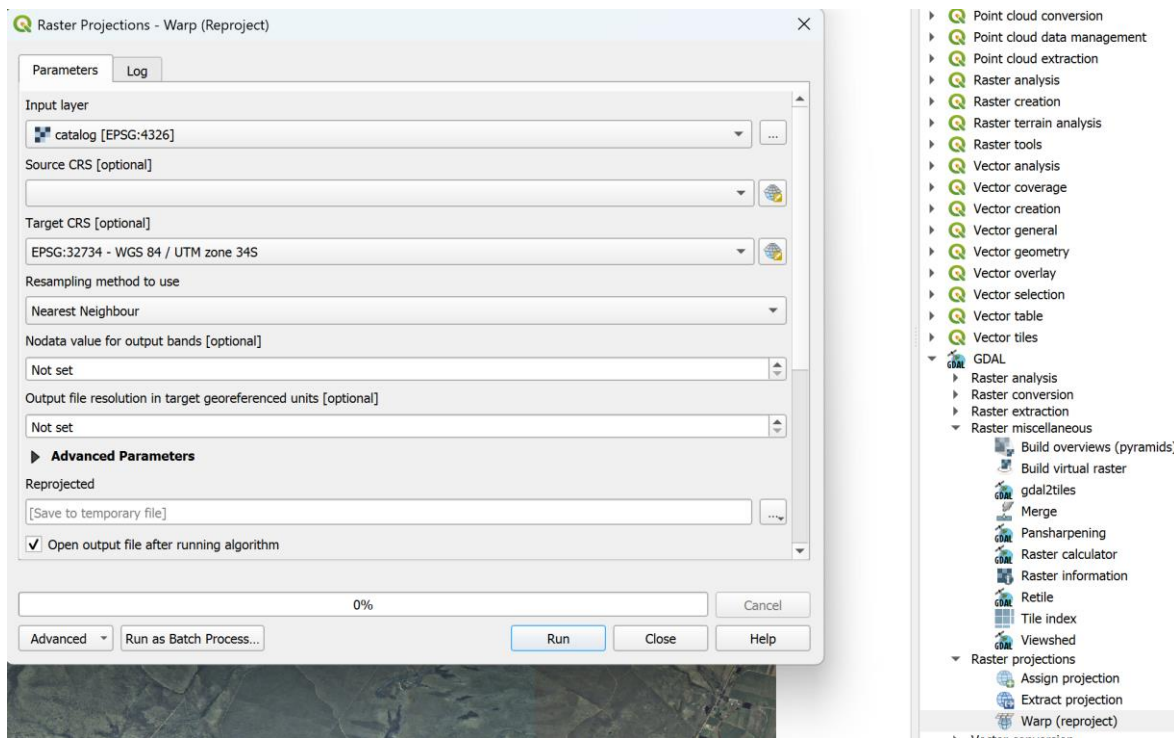 Raster Projections - Warp (Reproject)
Parameters
Log
Input layer
catalog [EPSG:4326]
...
Source CRS [optional]
Target CRS [optional]
EPSG:32734 - WGS 84 / UTM zone 34S
Resampling method to use
Nearest Neighbour
Nodata value for output bands [optional]
Not set
Output file resolution in target georeferenced units [optional]
Not set
Advanced Parameters
Reprojected
[Save to temporary file]
...
Open output file after running algorithm
0%
Cancel
Advanced
Run as Batch Process...
Run
Close
Help
Point cloud conversion
Point cloud data management
Point cloud extraction
Raster analysis
Raster creation
Raster terrain analysis
Raster tools
Vector analysis
Vector coverage
Vector creation
Vector general
Vector geometry
Vector overlay
Vector selection
Vector table
Vector tiles
GDAL
Raster analysis
Raster conversion
Raster extraction
Raster miscellaneous
Build overviews (pyramids)
Build virtual raster
gdal2tiles
Merge
Pansharpening
Raster calculator
Raster information
Retile
Tile index
Viewshed
Raster projections
Assign projection
Extract projection
Warp (reproject)